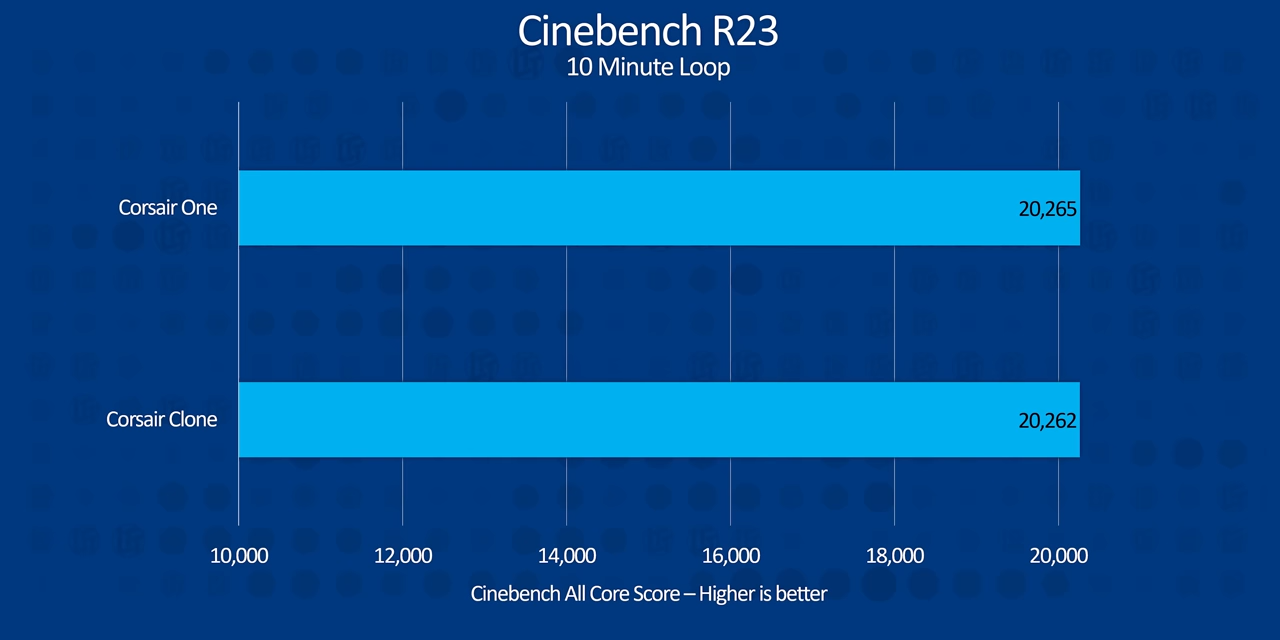 Cinebench R23
10 Minute Loop
Corsair One
20,265
Corsair Clone
20,262
10,000
12,000
14,000
16,000
18,000
20,000
Cinebench All Core Score – Higher is better